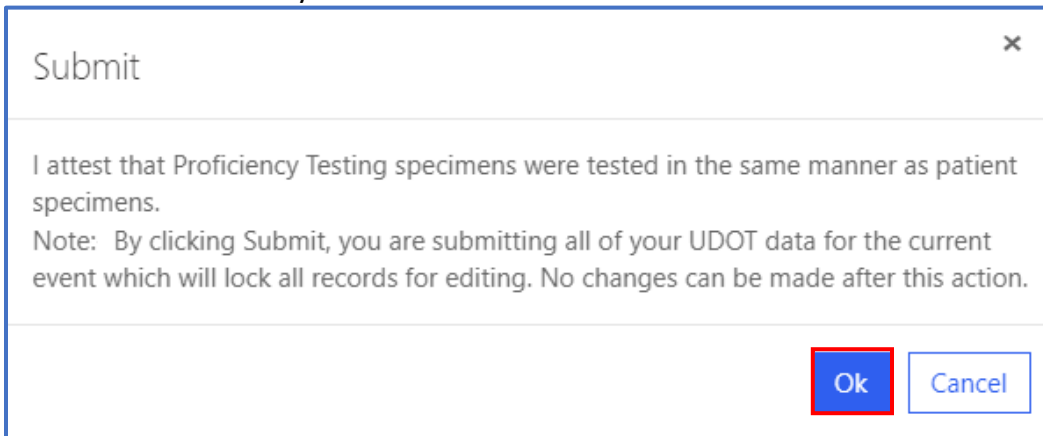 Submit
×
I attest that Proficiency Testing specimens were tested in the same manner as patient
specimens.
Note: By clicking Submit, you are submitting all of your UDOT data for the current
event which will lock all records for editing. No changes can be made after this action.
Ok Cancel